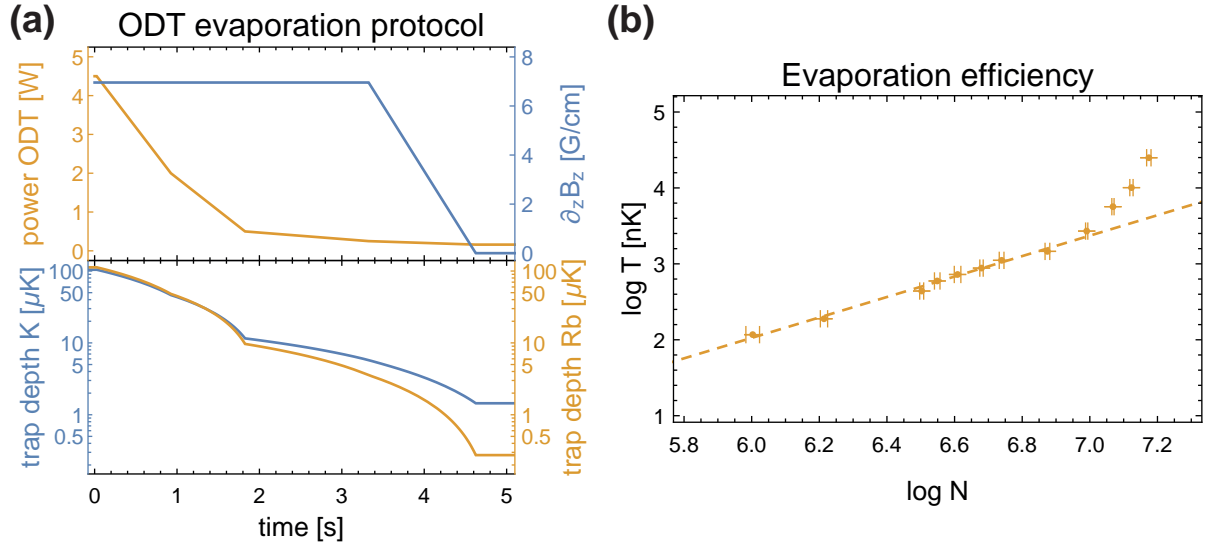 (a)
ODT evaporation protocol
power ODT [W]
5
4
3
2
1
0
8
6
4
2
0
∂zBz [G/cm]
trap depth K [μK]
100
50
10
5
1
0.5
100
50
10
5
1
0.5
trap depth Rb [μK]
0 1 2 3 4 5
time [s]
(b)
Evaporation efficiency
log T [nK]
5
4
3
2
1
5.8 6.0 6.2 6.4 6.6 6.8 7.0 7.2
log N